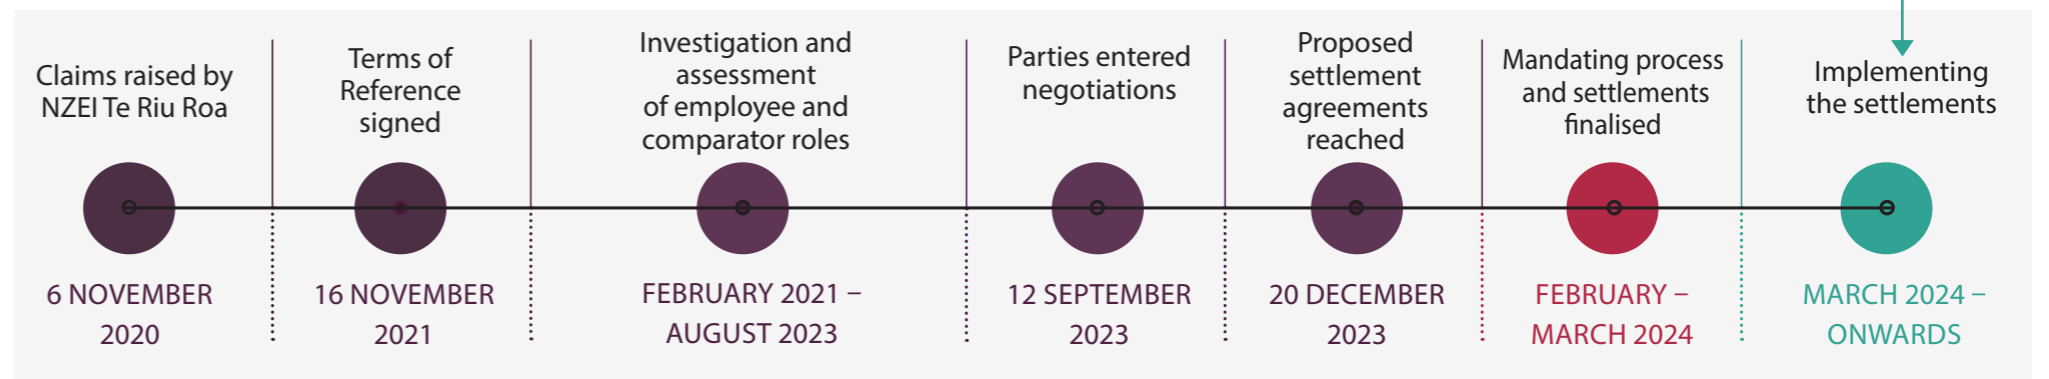 Claims raised by
NZEI Te Riu Roa
6 NOVEMBER
2020
Terms of
Reference
signed
16 NOVEMBER
2021
Investigation and
assessment
of employee and
comparator roles
FEBRUARY 2021 –
AUGUST 2023
Parties entered
negotiations
12 SEPTEMBER
2023
Proposed
settlement
agreements
reached
20 DECEMBER
2023
Mandating process
and settlements
finalised
FEBRUARY –
MARCH 2024
Implementing
the settlements
MARCH 2024 –
ONWARDS